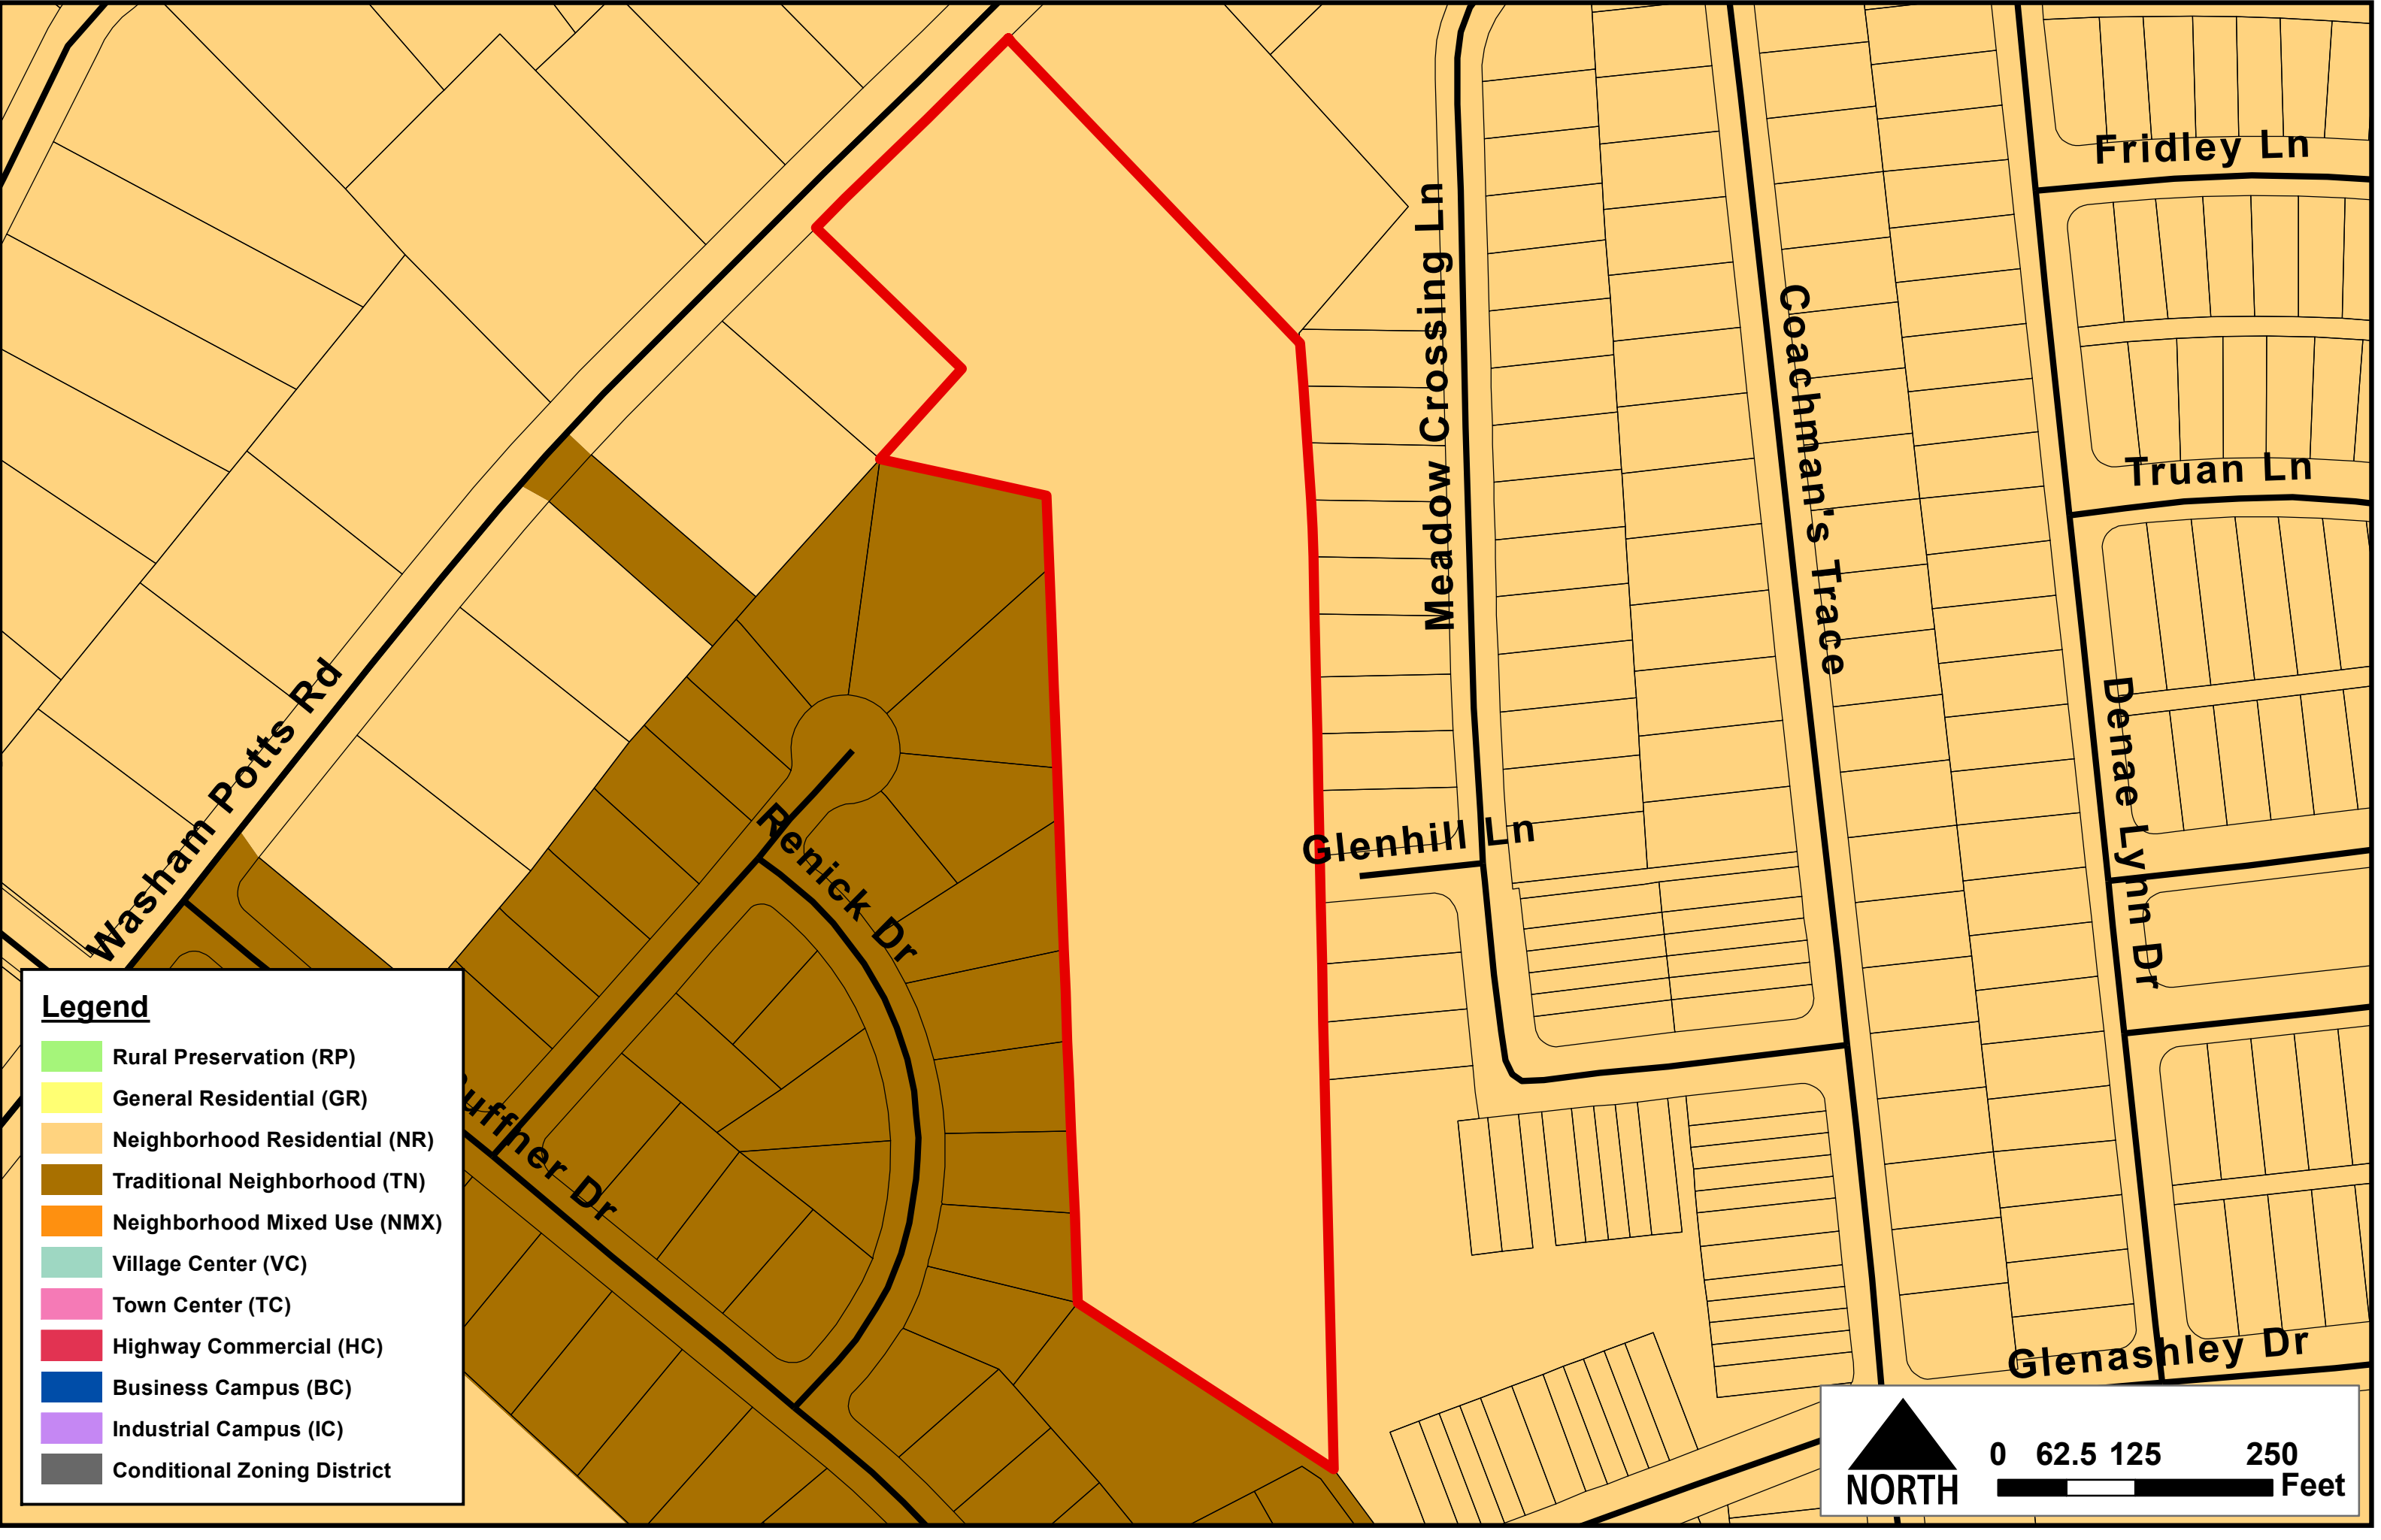 Fridley Ln
Meadow Crossing Ln
Coachman's Trace
Truan Ln
Washam Potts Rd
Denae Lynn Dr
Renick Dr
Glenhill Ln
uffner Dr
Glenashley Dr
Legend
Rural Preservation (RP)
General Residential (GR)
Neighborhood Residential (NR)
Traditional Neighborhood (TN)
Neighborhood Mixed Use (NMX)
Village Center (VC)
Town Center (TC)
Highway Commercial (HC)
Business Campus (BC)
Industrial Campus (IC)
Conditional Zoning District
NORTH
0 62.5 125 250
Feet